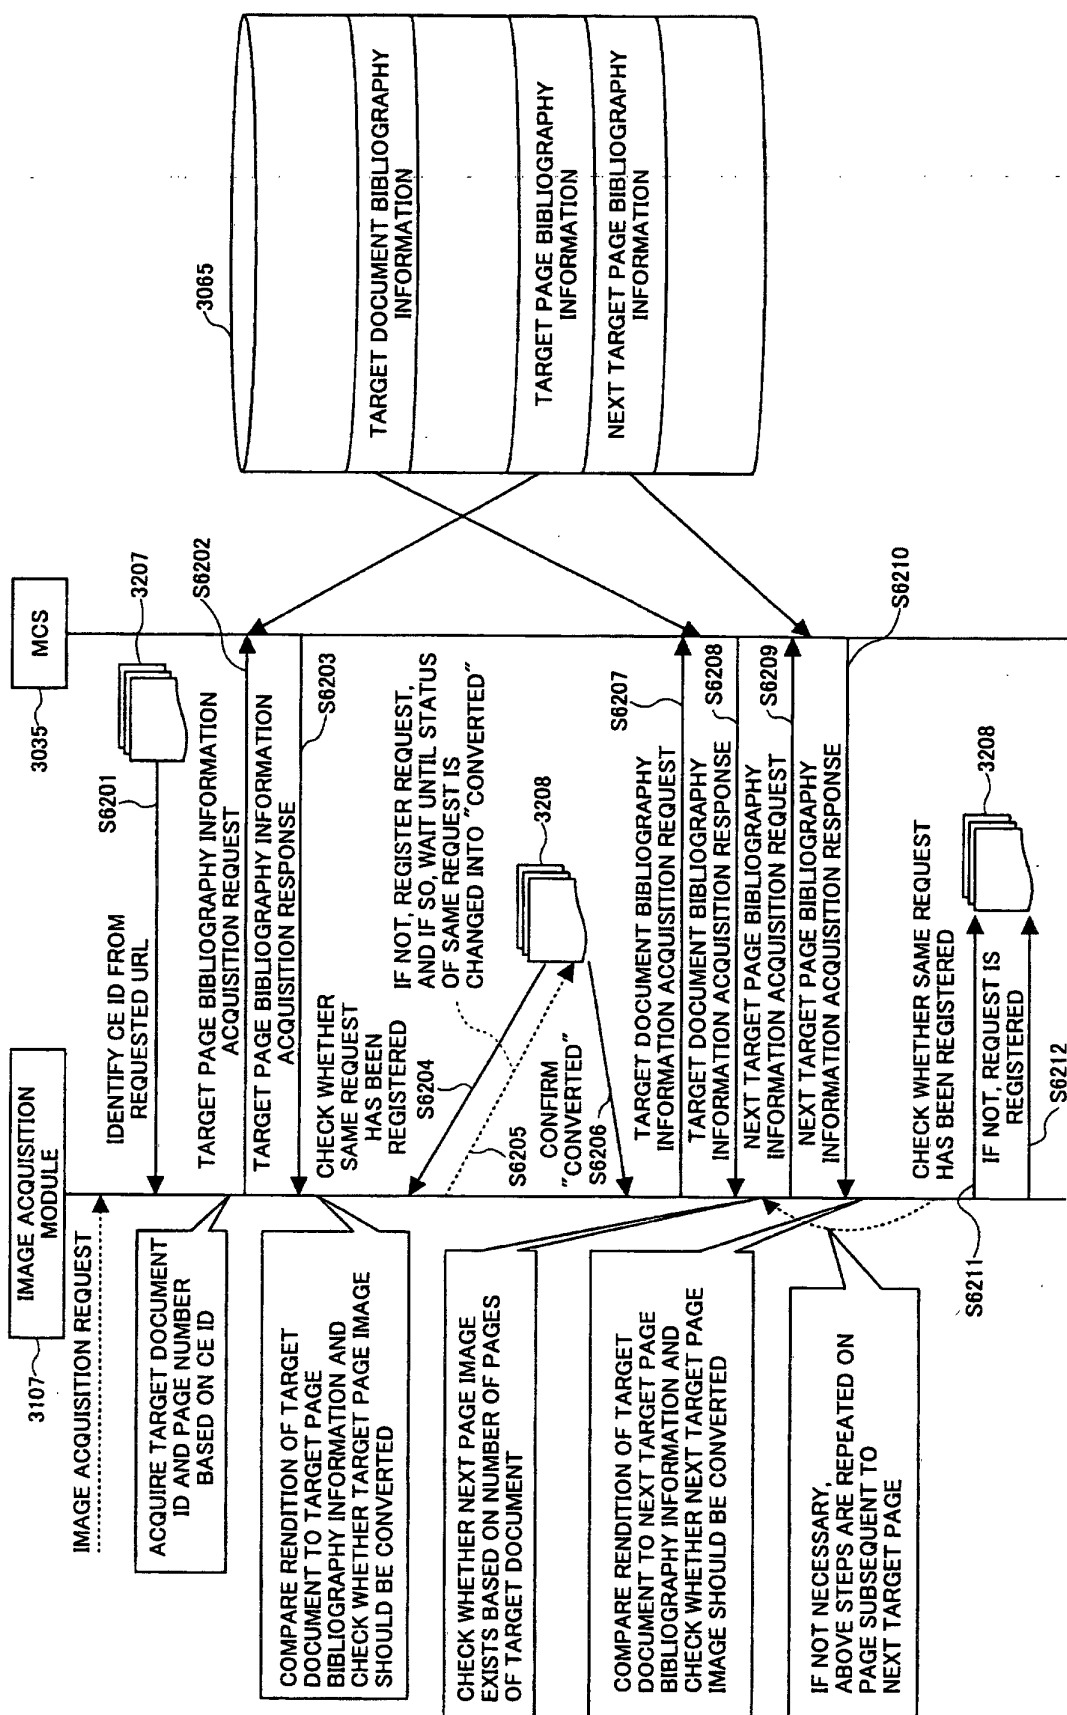 3107
IMAGE ACQUISITION
MODULE
3035
MCS
3065
TARGET DOCUMENT BIBLIOGRAPHY
INFORMATION
TARGET PAGE BIBLIOGRAPHY
INFORMATION
NEXT TARGET PAGE BIBLIOGRAPHY
INFORMATION
IMAGE ACQUISITION REQUEST
IDENTIFY CE ID FROM
REQUESTED URL
S6201
3207
ACQUIRE TARGET DOCUMENT
ID AND PAGE NUMBER
BASED ON CE ID
TARGET PAGE BIBLIOGRAPHY INFORMATION
ACQUISITION REQUEST
S6202
TARGET PAGE BIBLIOGRAPHY INFORMATION
ACQUISITION RESPONSE
S6203
COMPARE RENDITION OF TARGET
DOCUMENT TO TARGET PAGE
BIBLIOGRAPHY INFORMATION AND
CHECK WHETHER TARGET PAGE IMAGE
SHOULD BE CONVERTED
CHECK WHETHER
SAME REQUEST
HAS BEEN
REGISTERED
S6204
IF NOT, REGISTER REQUEST,
AND IF SO, WAIT UNTIL STATUS
OF SAME REQUEST IS
CHANGED INTO "CONVERTED"
S6205
3208
CONFIRM
"CONVERTED"
S6206
CHECK WHETHER NEXT PAGE IMAGE
EXISTS BASED ON NUMBER OF PAGES
OF TARGET DOCUMENT
TARGET DOCUMENT BIBLIOGRAPHY
INFORMATION ACQUISITION REQUEST
S6207
TARGET DOCUMENT BIBLIOGRAPHY
INFORMATION ACQUISITION RESPONSE
S6208
NEXT TARGET PAGE BIBLIOGRAPHY
INFORMATION ACQUISITION REQUEST
S6209
NEXT TARGET PAGE BIBLIOGRAPHY
INFORMATION ACQUISITION RESPONSE
S6210
COMPARE RENDITION OF TARGET
DOCUMENT TO NEXT TARGET PAGE
BIBLIOGRAPHY INFORMATION AND
CHECK WHETHER NEXT TARGET PAGE
IMAGE SHOULD BE CONVERTED
IF NOT NECESSARY,
ABOVE STEPS ARE REPEATED ON
PAGE SUBSEQUENT TO
NEXT TARGET PAGE
S6211
CHECK WHETHER SAME REQUEST
HAS BEEN REGISTERED
3208
IF NOT, REQUEST IS
REGISTERED
S6212